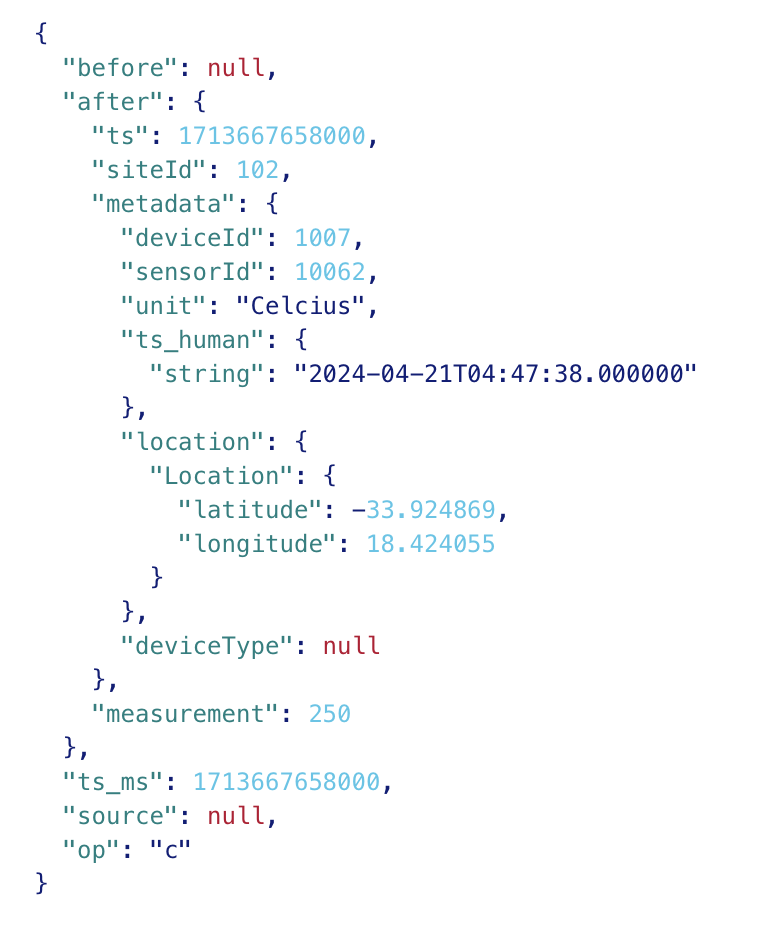 {
  "before": null,
  "after": {
    "ts": 1713667658000,
    "siteId": 102,
    "metadata": {
      "deviceId": 1007,
      "sensorId": 10062,
      "unit": "Celcius",
      "ts_human": {
        "string": "2024-04-21T04:47:38.000000"
      },
      "location": {
        "Location": {
          "latitude": -33.924869,
          "longitude": 18.424055
        }
      },
      "deviceType": null
    },
    "measurement": 250
  },
  "ts_ms": 1713667658000,
  "source": null,
  "op": "c"
}